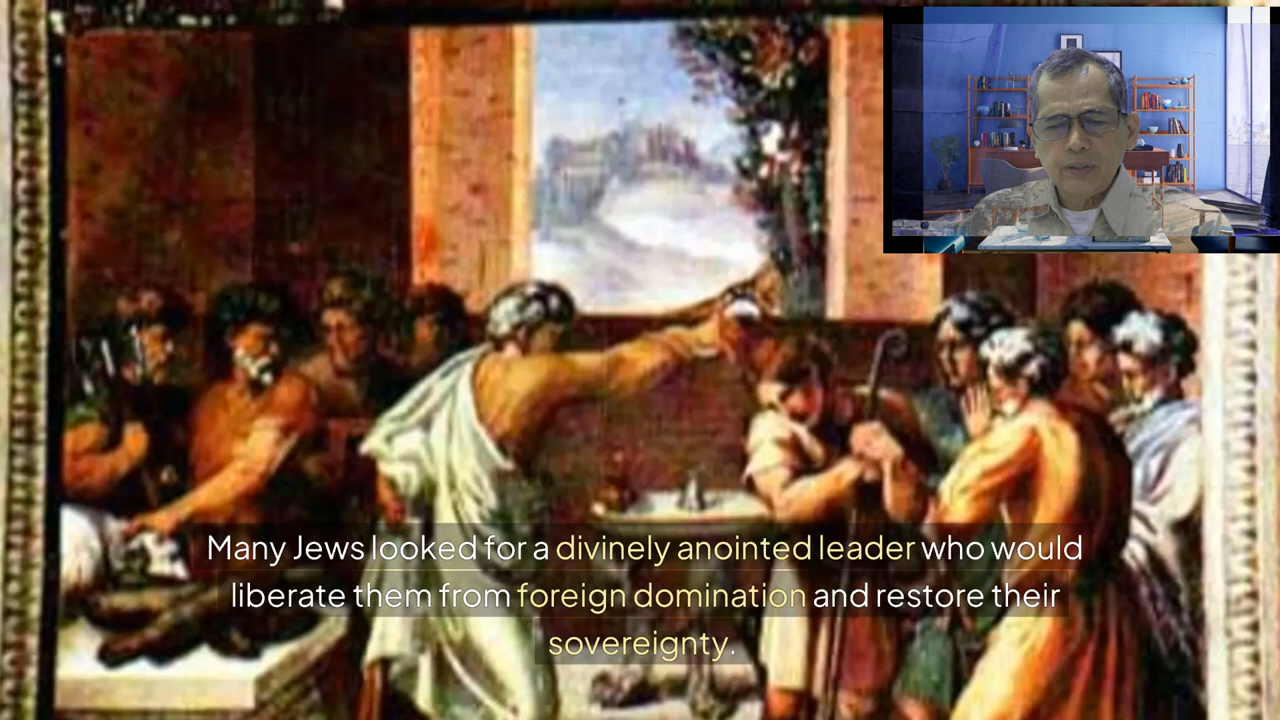 Many Jews looked for a divinely anointed leader who would
liberate them from foreign domination and restore their
sovereignty.